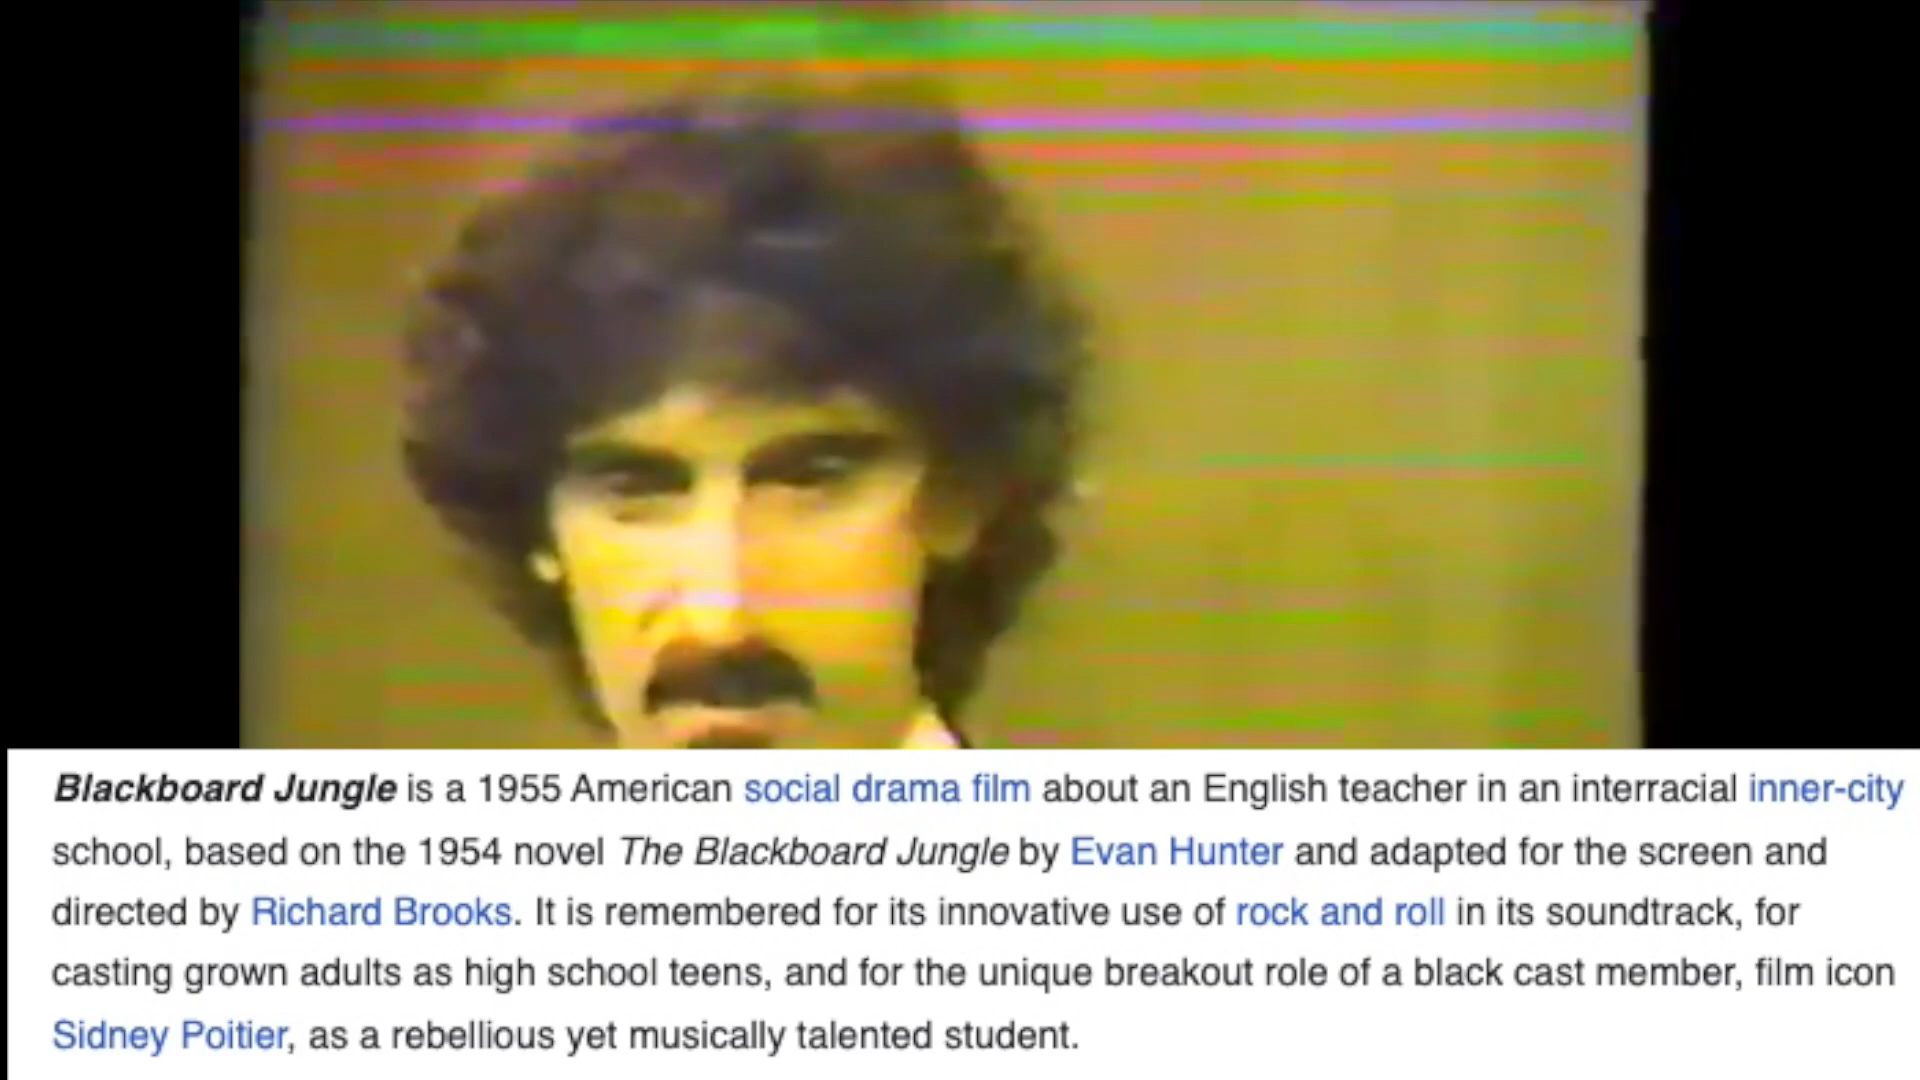 Blackboard Jungle is a 1955 American social drama film about an English teacher in an interracial inner-city
school, based on the 1954 novel The Blackboard Jungle by Evan Hunter and adapted for the screen and
directed by Richard Brooks. It is remembered for its innovative use of rock and roll in its soundtrack, for
casting grown adults as high school teens, and for the unique breakout role of a black cast member, film icon
Sidney Poitier, as a rebellious yet musically talented student.